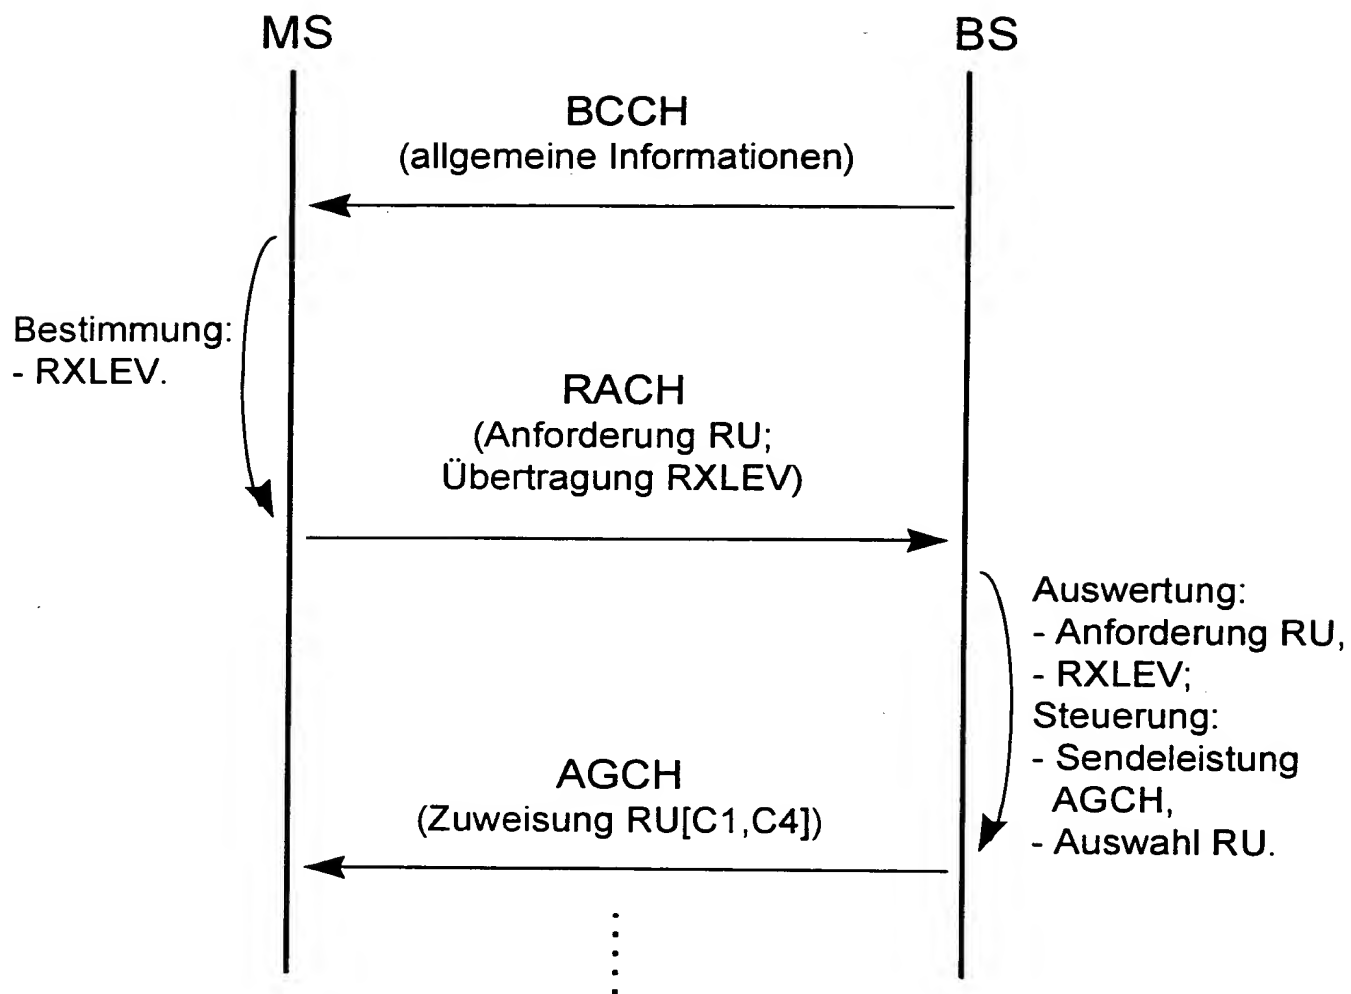 MS
BS
BCCH
(allgemeine Informationen)
Bestimmung:
- RXLEV.
RACH
(Anforderung RU;
Übertragung RXLEV)
Auswertung:
- Anforderung RU,
- RXLEV;
Steuerung:
- Sendeleistung
AGCH,
- Auswahl RU.
AGCH
(Zuweisung RU[C1,C4])